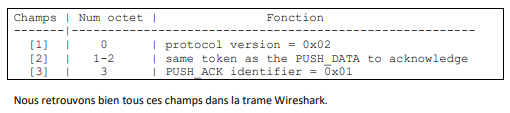 Champs | Num octet | Fonction
-------|-----------------------------------------------------
[1] | 0 | protocol version = 0x02
[2] | 1-2 | same token as the PUSH_DATA to acknowledge
[3] | 3 | PUSH_ACK identifier = 0x01
Nous retrouvons bien tous ces champs dans la trame Wireshark.